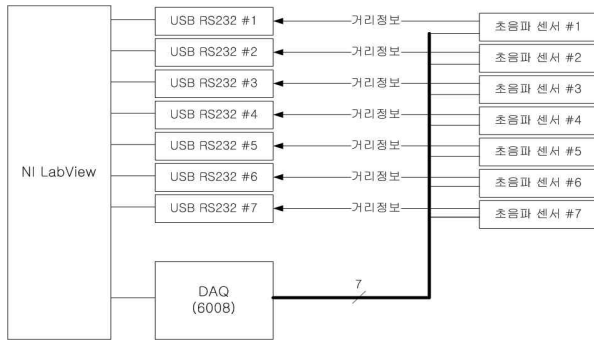 NI LabView
USB RS232 #1
거리정보
초음파 센서 #1
USB RS232 #2
거리정보
초음파 센서 #2
USB RS232 #3
거리정보
초음파 센서 #3
USB RS232 #4
거리정보
초음파 센서 #4
USB RS232 #5
거리정보
초음파 센서 #5
USB RS232 #6
거리정보
초음파 센서 #6
USB RS232 #7
거리정보
초음파 센서 #7
DAQ
(6008)
7